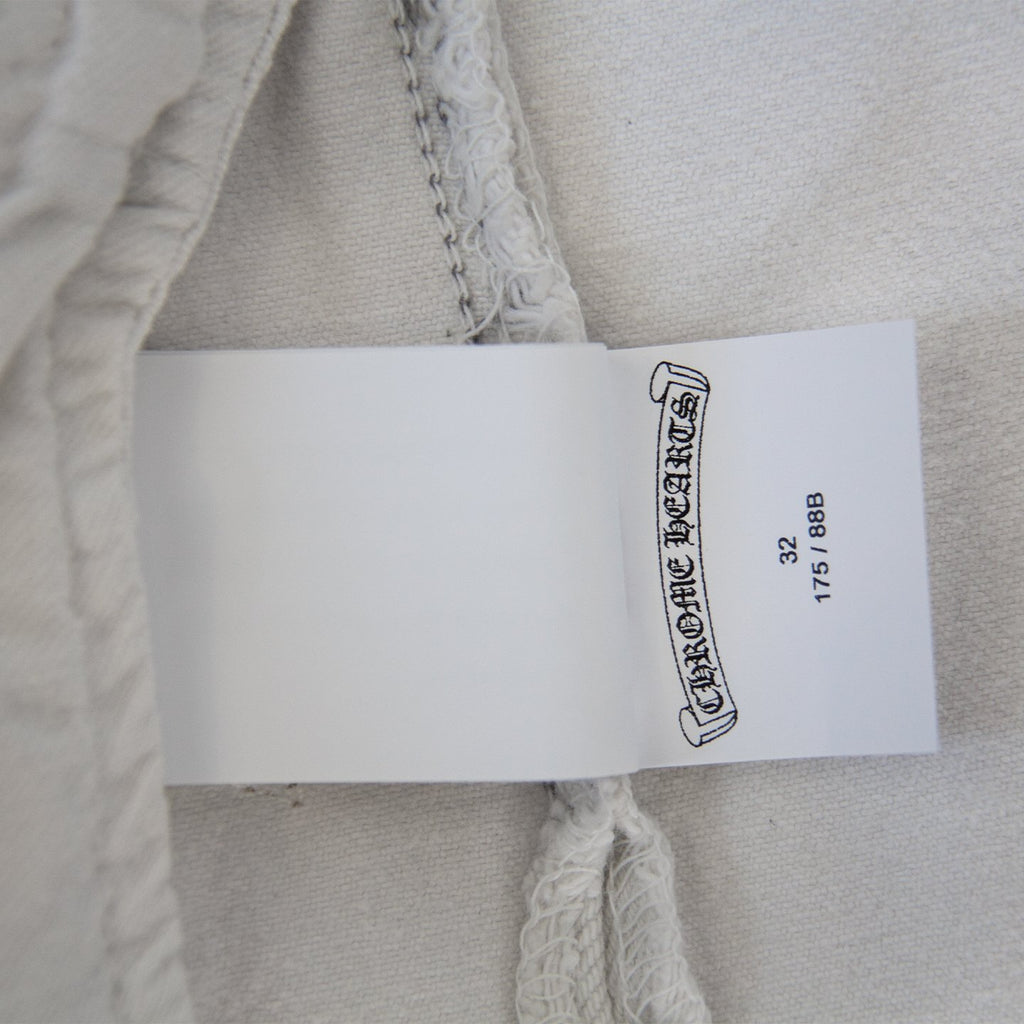 CHROME HEARTS
32
175 / 88B